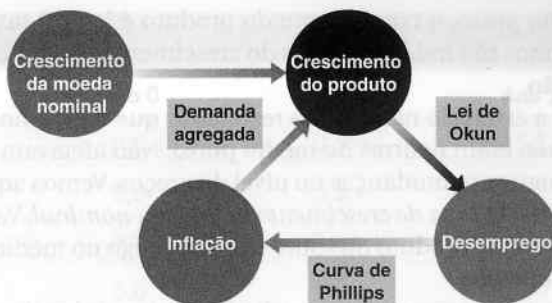 Crescimento
da moeda
nominal
Crescimento
do produto
Demanda
agregada
Lei de
Okun
Inflação
Desemprego
Curva de
Phillips